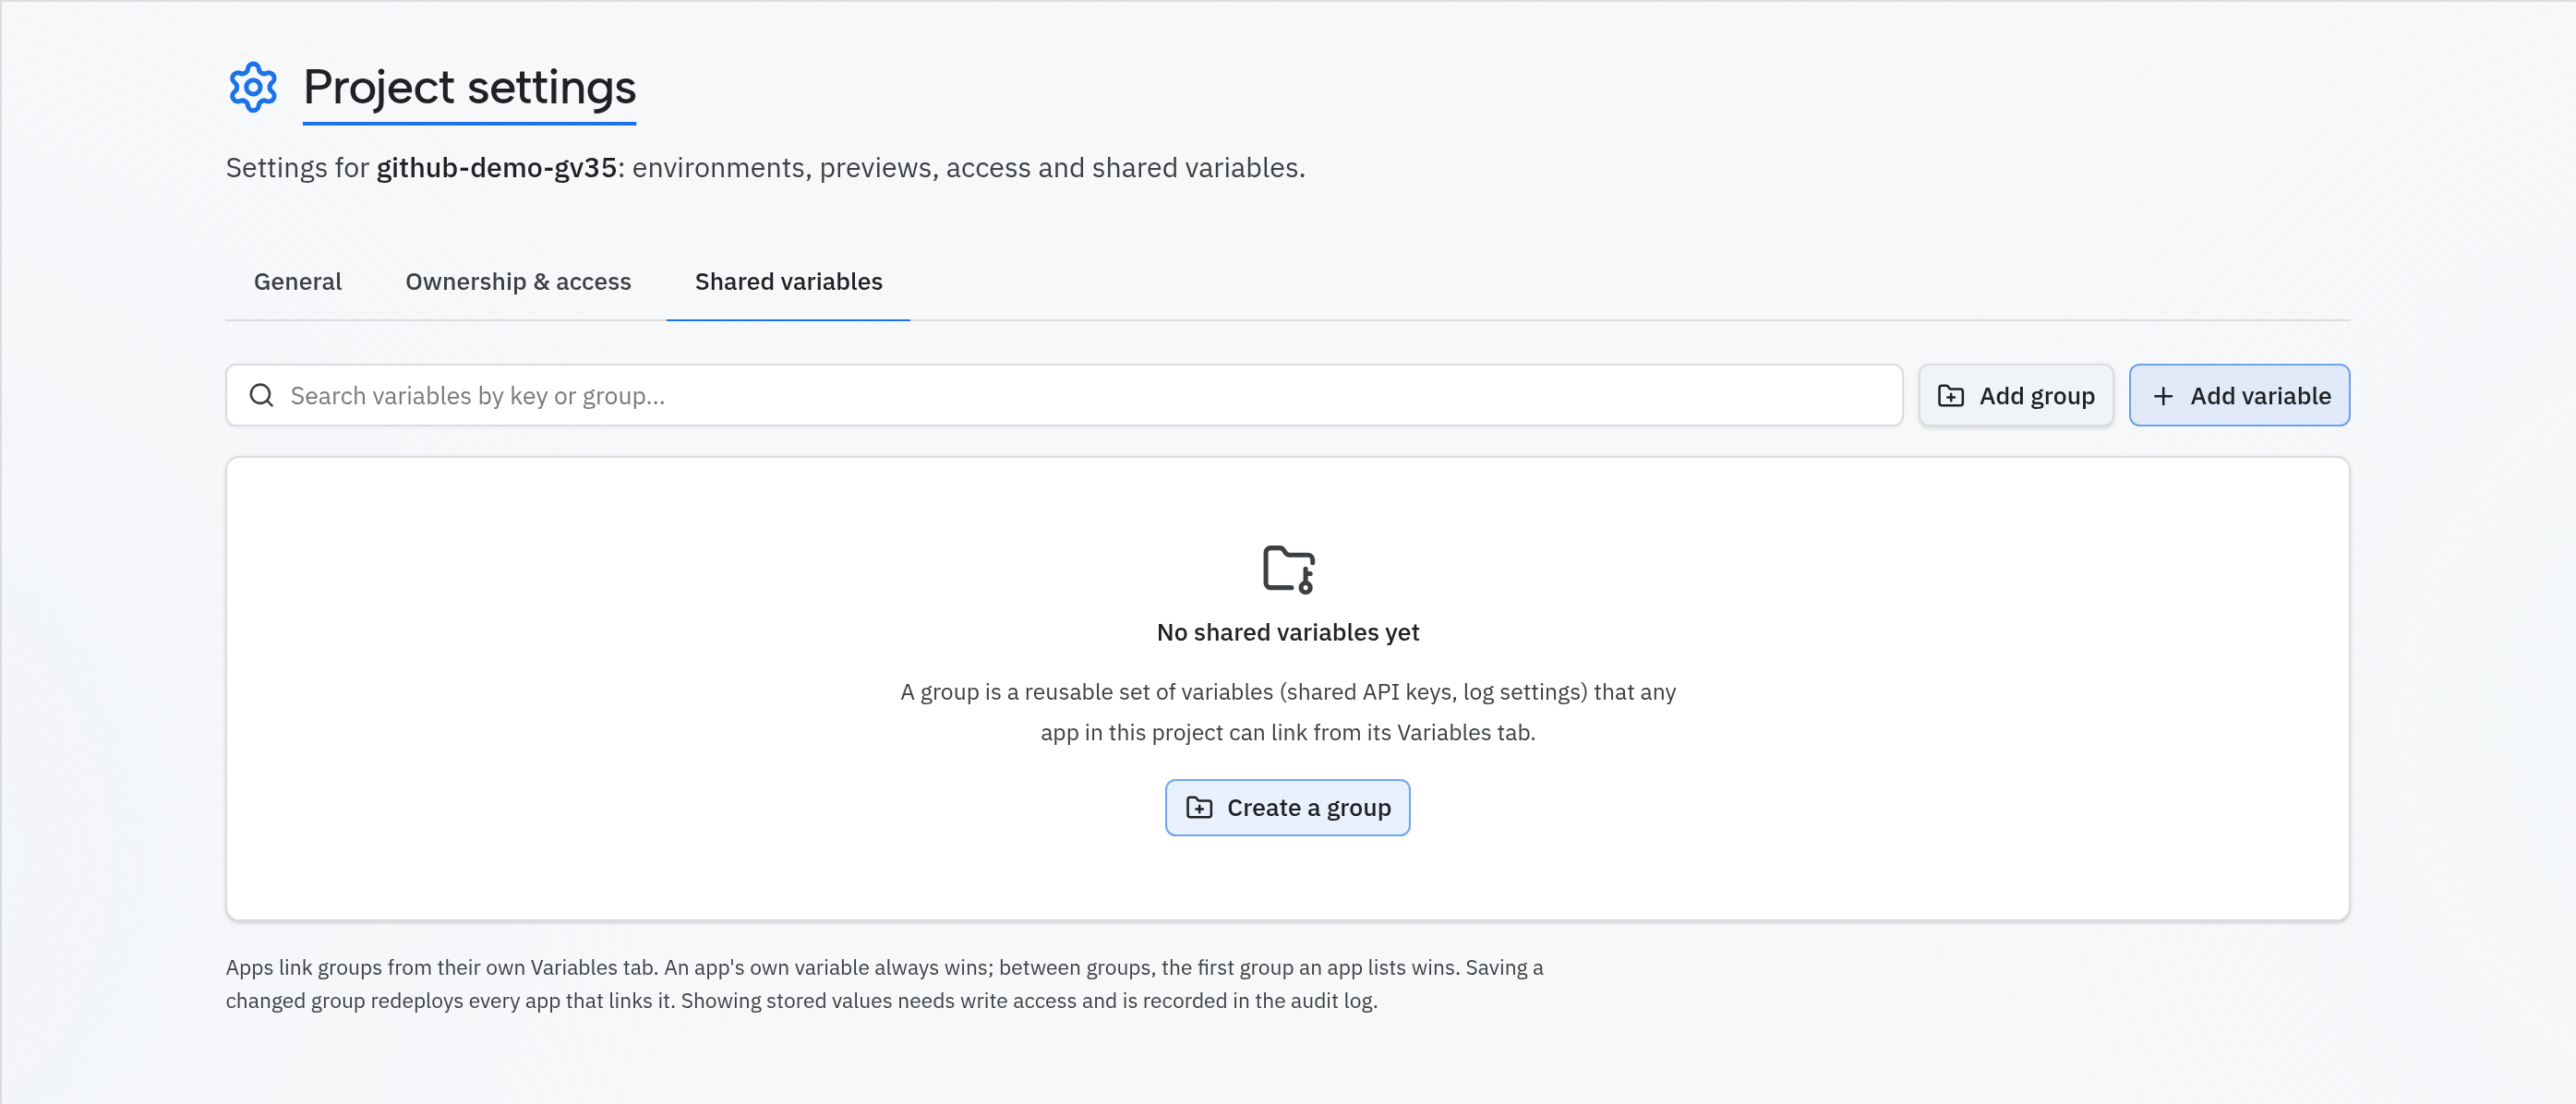 Project settings
Settings for github-demo-gv35: environments, previews, access and shared variables.
General
Ownership & access
Shared variables
Search variables by key or group...
Add group
Add variable
No shared variables yet
A group is a reusable set of variables (shared API keys, log settings) that any
app in this project can link from its Variables tab.
Create a group
Apps link groups from their own Variables tab. An app's own variable always wins; between groups, the first group an app lists wins. Saving a
changed group redeploys every app that links it. Showing stored values needs write access and is recorded in the audit log.